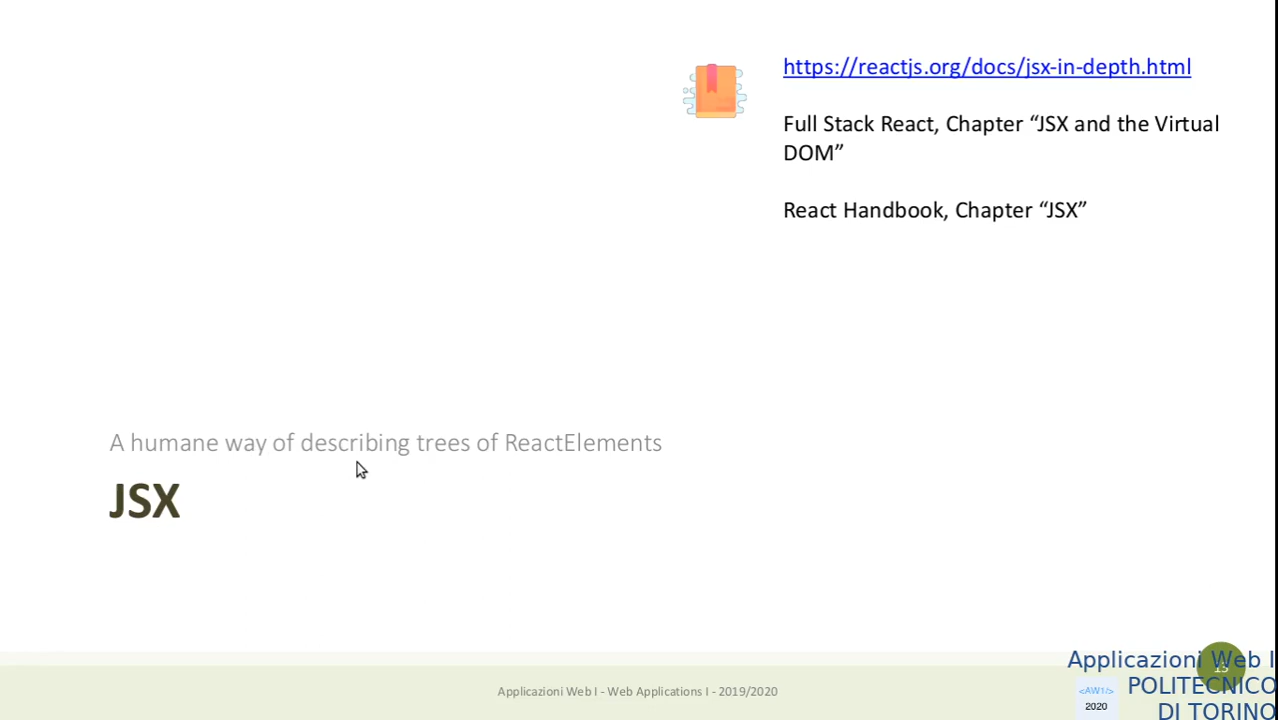 https://reactjs.org/docs/jsx-in-depth.html
Full Stack React, Chapter “JSX and the Virtual
DOM”
React Handbook, Chapter “JSX”
A humane way of describing trees of ReactElements
JSX
Applicazioni Web I - Web Applications I - 2019/2020
Applicazioni Web I
POLITECNICO
DI TORINO
<AW1/>
2020